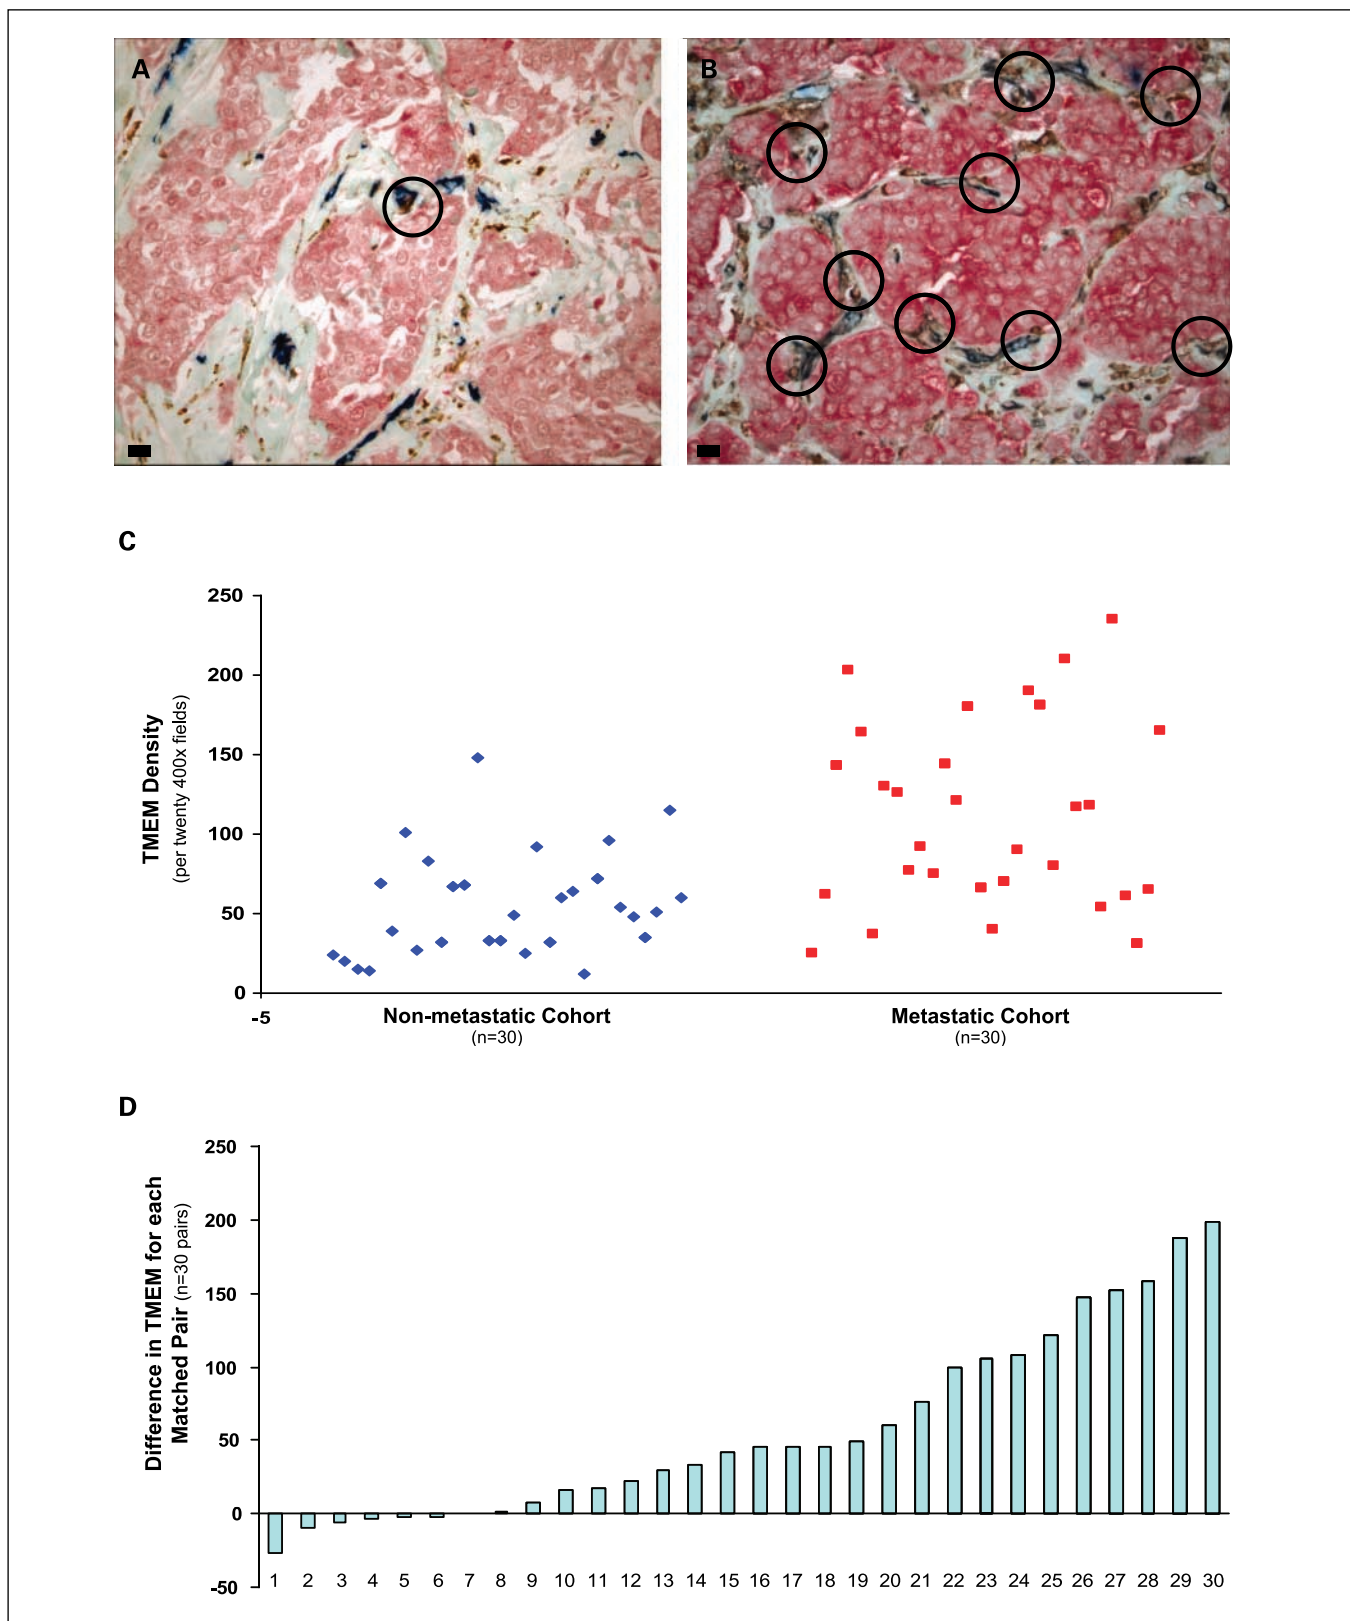 A
B
C
250
200
150
100
50
0
-5
TMEM Density
(per twenty 400x fields)
Non-metastatic Cohort
(n=30)
Metastatic Cohort
(n=30)
D
250
200
150
100
50
0
-50
Difference in TMEM for each
Matched Pair (n=30 pairs)
1 2 3 4 5 6 7 8 9 10 11 12 13 14 15 16 17 18 19 20 21 22 23 24 25 26 27 28 29 30